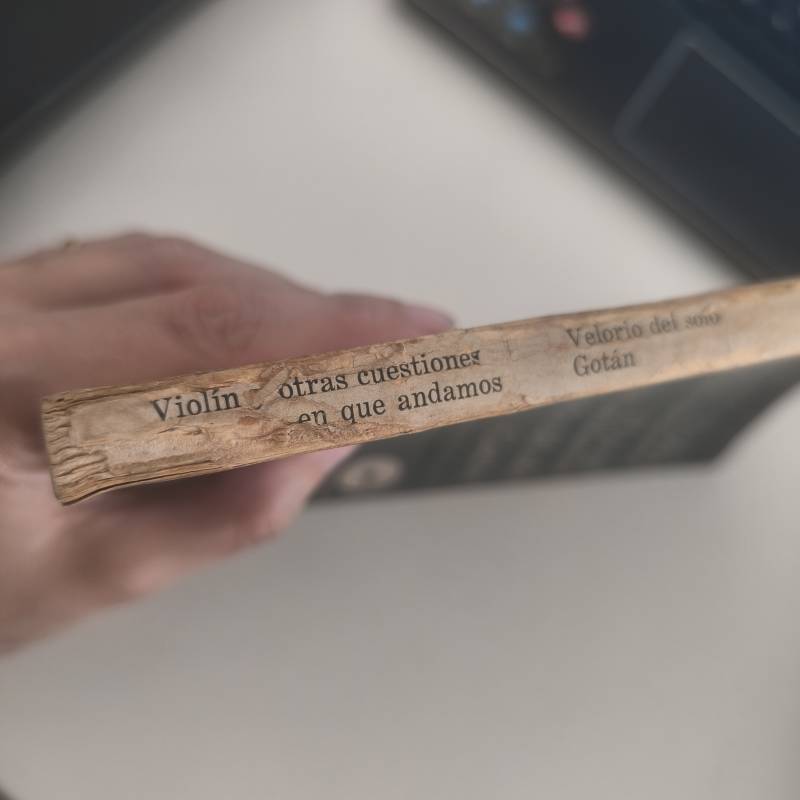 Violín otras cuestiones
en que andamos
Velorio del solo
Gotán